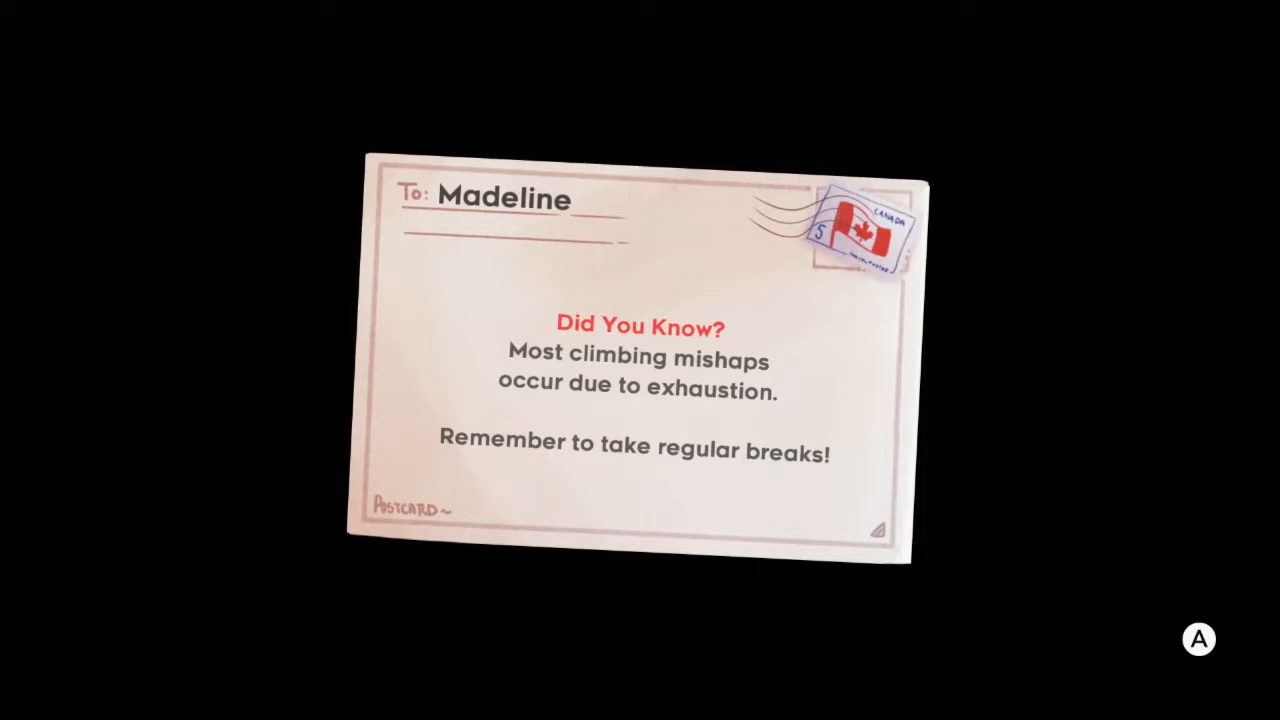 To: Madeline
CANADA
5
Did You Know?
Most climbing mishaps
occur due to exhaustion.
Remember to take regular breaks!
POSTCARD~
A